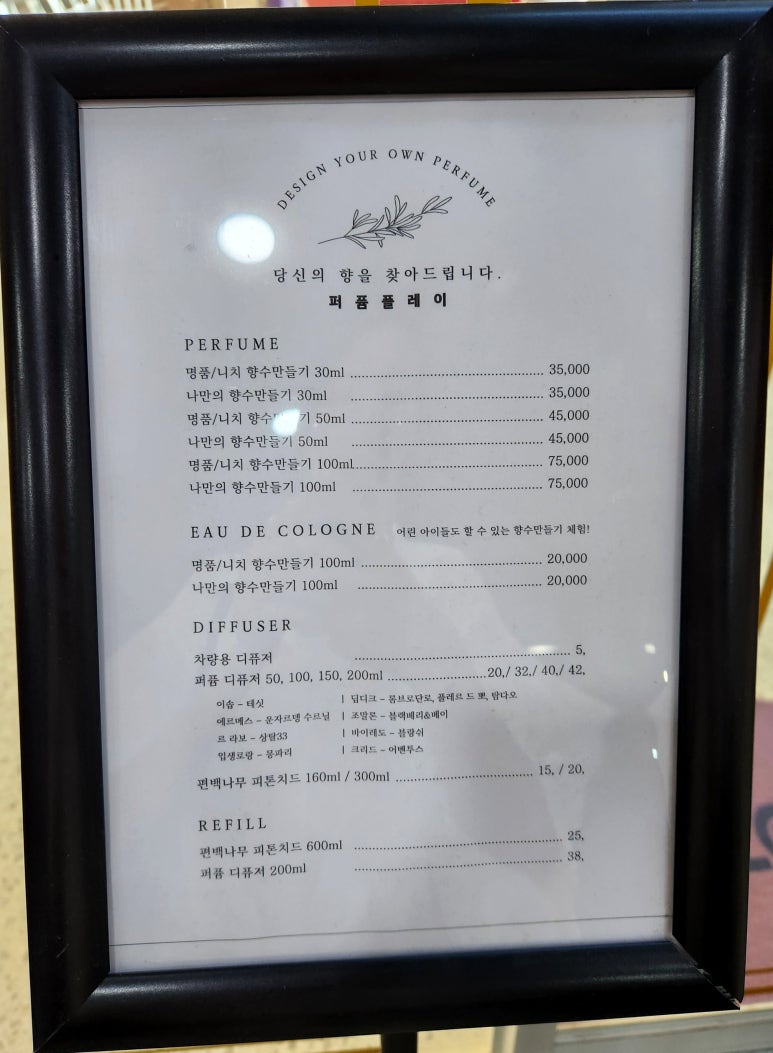 DESIGN YOUR OWN PERFUME
당신의 향을 찾아드립니다.
퍼퓸플레이
PERFUME
명품/니치 향수만들기 30ml 35,000
나만의 향수만들기 30ml 35,000
명품/니치 향수 기 50ml 45,000
나만의 향수만들기 50ml 45,000
명품/니치 향수만들기 100ml 75,000
나만의 향수만들기 100ml 75,000
EAU DE COLOGNE 어린 아이들도 할 수 있는 향수만들기 체험!
명품/니치 향수만들기 100ml 20,000
나만의 향수만들기 100ml 20,000
DIFFUSER
차량용 디퓨저 5,
퍼퓸 디퓨저 50, 100, 150, 200ml 20,/ 32,/ 40,/ 42,
이솝 - 테싯 | 딥디크 - 롬브로단로, 플레르 드 뽀, 탐다오
에르메스 - 운자르뎅 수르닐 | 조말론 - 블랙베리&베이
르 라보 - 상탈33 | 바이레도 - 블랑쉬
입생로랑 - 몽파리 | 크리드 - 어벤투스
편백나무 피톤치드 160ml / 300ml 15, / 20,
REFILL
편백나무 피톤치드 600ml 25,
퍼퓸 디퓨저 200ml 38,